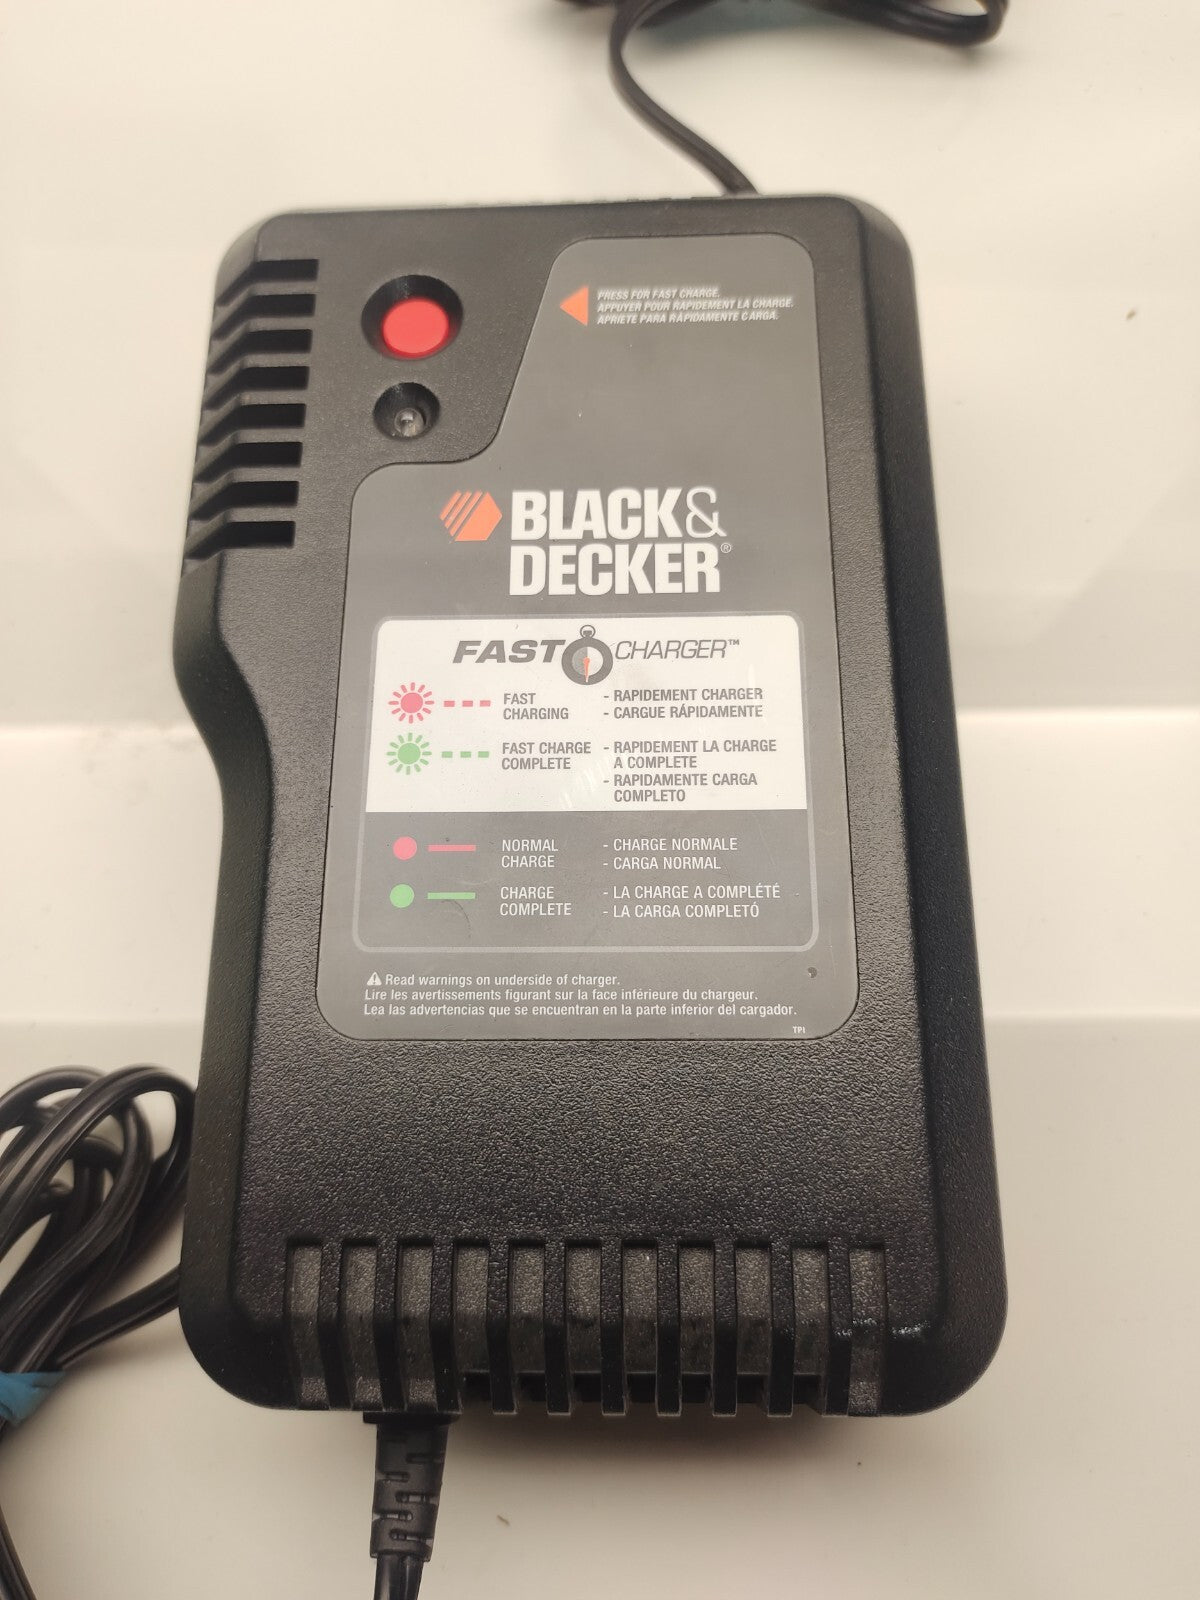 PRESS FOR FAST CHARGE.
APPUYER POUR RAPIDEMENT LA CHARGE.
APRIETE PARA RÁPIDAMENTE CARGA.
BLACK&
DECKER®
FAST CHARGER™
FAST
CHARGING
- RAPIDEMENT CHARGER
- CARGUE RÁPIDAMENTE
FAST CHARGE
COMPLETE
- RAPIDEMENT LA CHARGE
A COMPLETE
- RAPIDAMENTE CARGA
COMPLETO
NORMAL
CHARGE
- CHARGE NORMALE
- CARGA NORMAL
CHARGE
COMPLETE
- LA CHARGE A COMPLÉTÉ
- LA CARGA COMPLETÓ
Read warnings on underside of charger.
Lire les avertissements figurant sur la face inférieure du chargeur.
Lea las advertencias que se encuentran en la parte inferior del cargador.
TPI